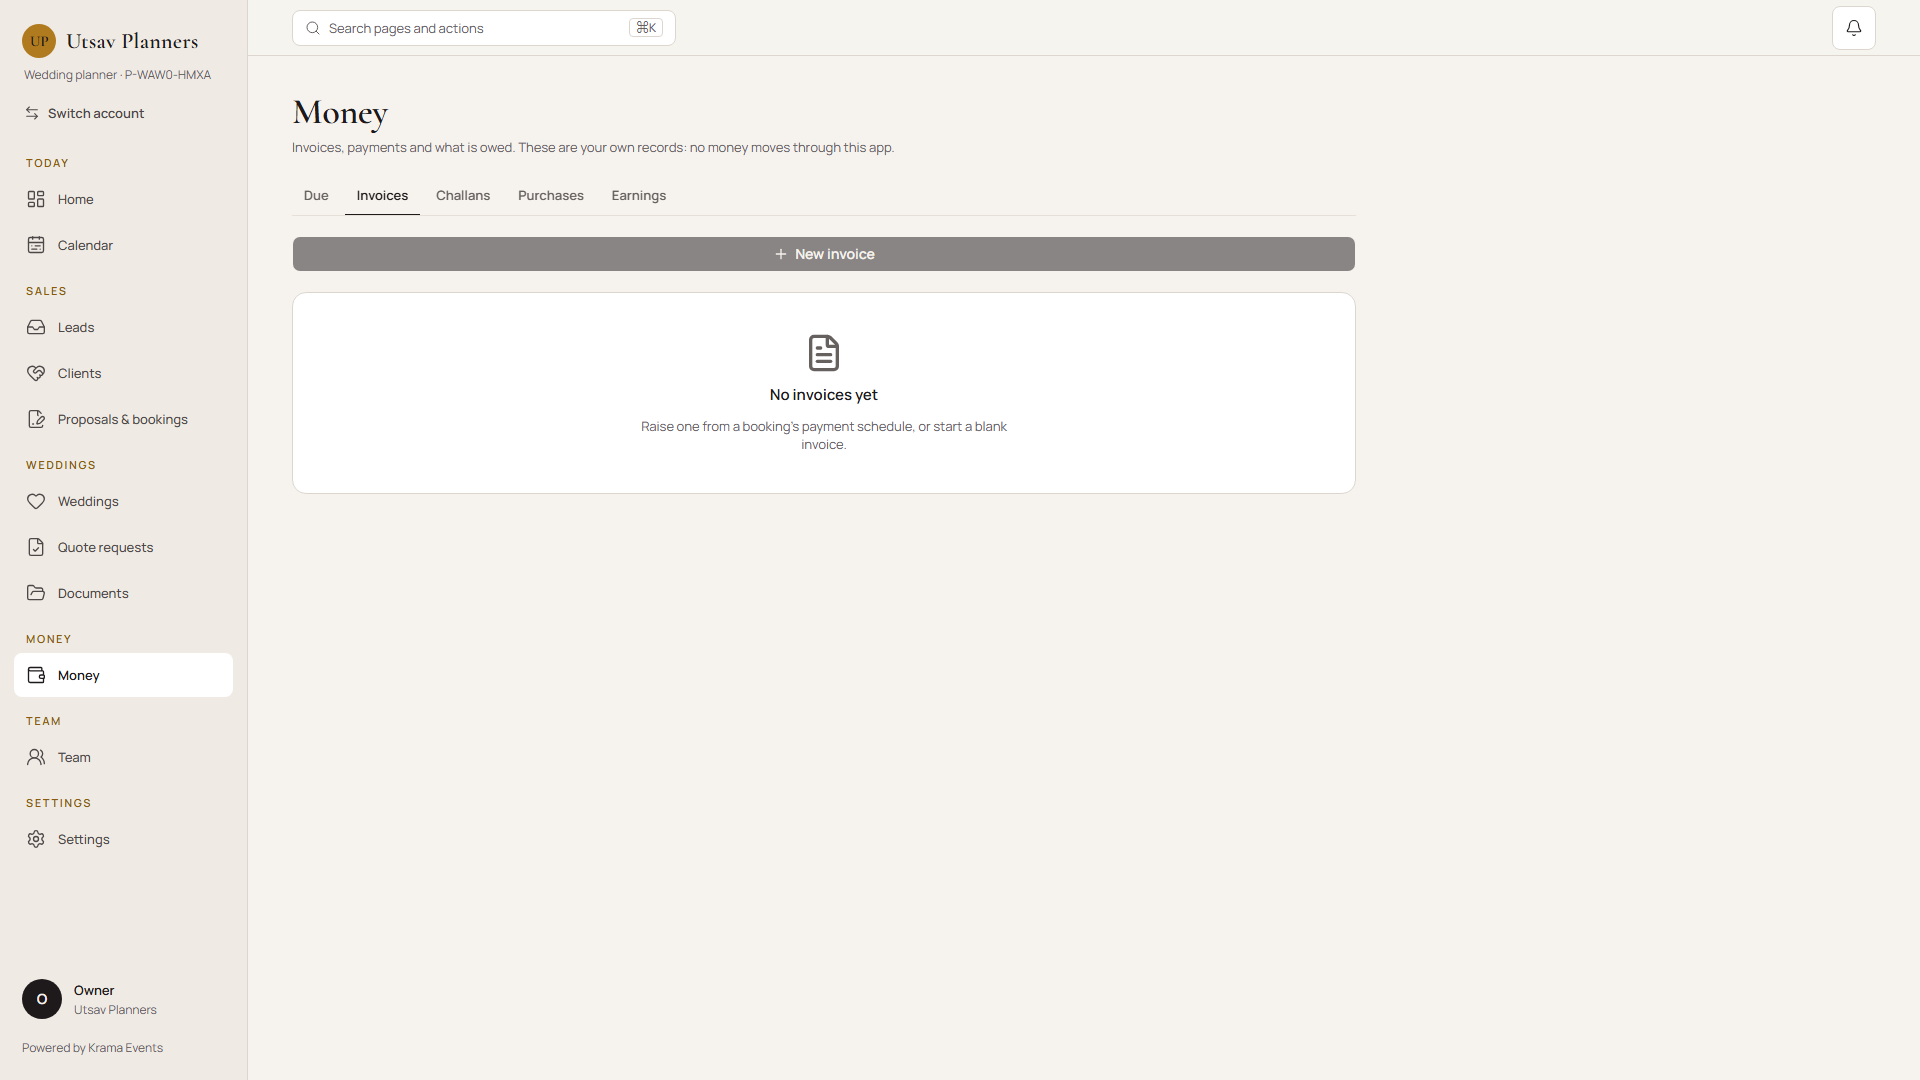 UP
Utsav Planners
Wedding planner · P-WAW0-HMXA
Switch account
TODAY
Home
Calendar
SALES
Leads
Clients
Proposals & bookings
WEDDINGS
Weddings
Quote requests
Documents
MONEY
Money
TEAM
Team
SETTINGS
Settings
O
Owner
Utsav Planners
Powered by Krama Events
Search pages and actions
⌘K
Money
Invoices, payments and what is owed. These are your own records: no money moves through this app.
Due
Invoices
Challans
Purchases
Earnings
+ New invoice
No invoices yet
Raise one from a booking's payment schedule, or start a blank
invoice.